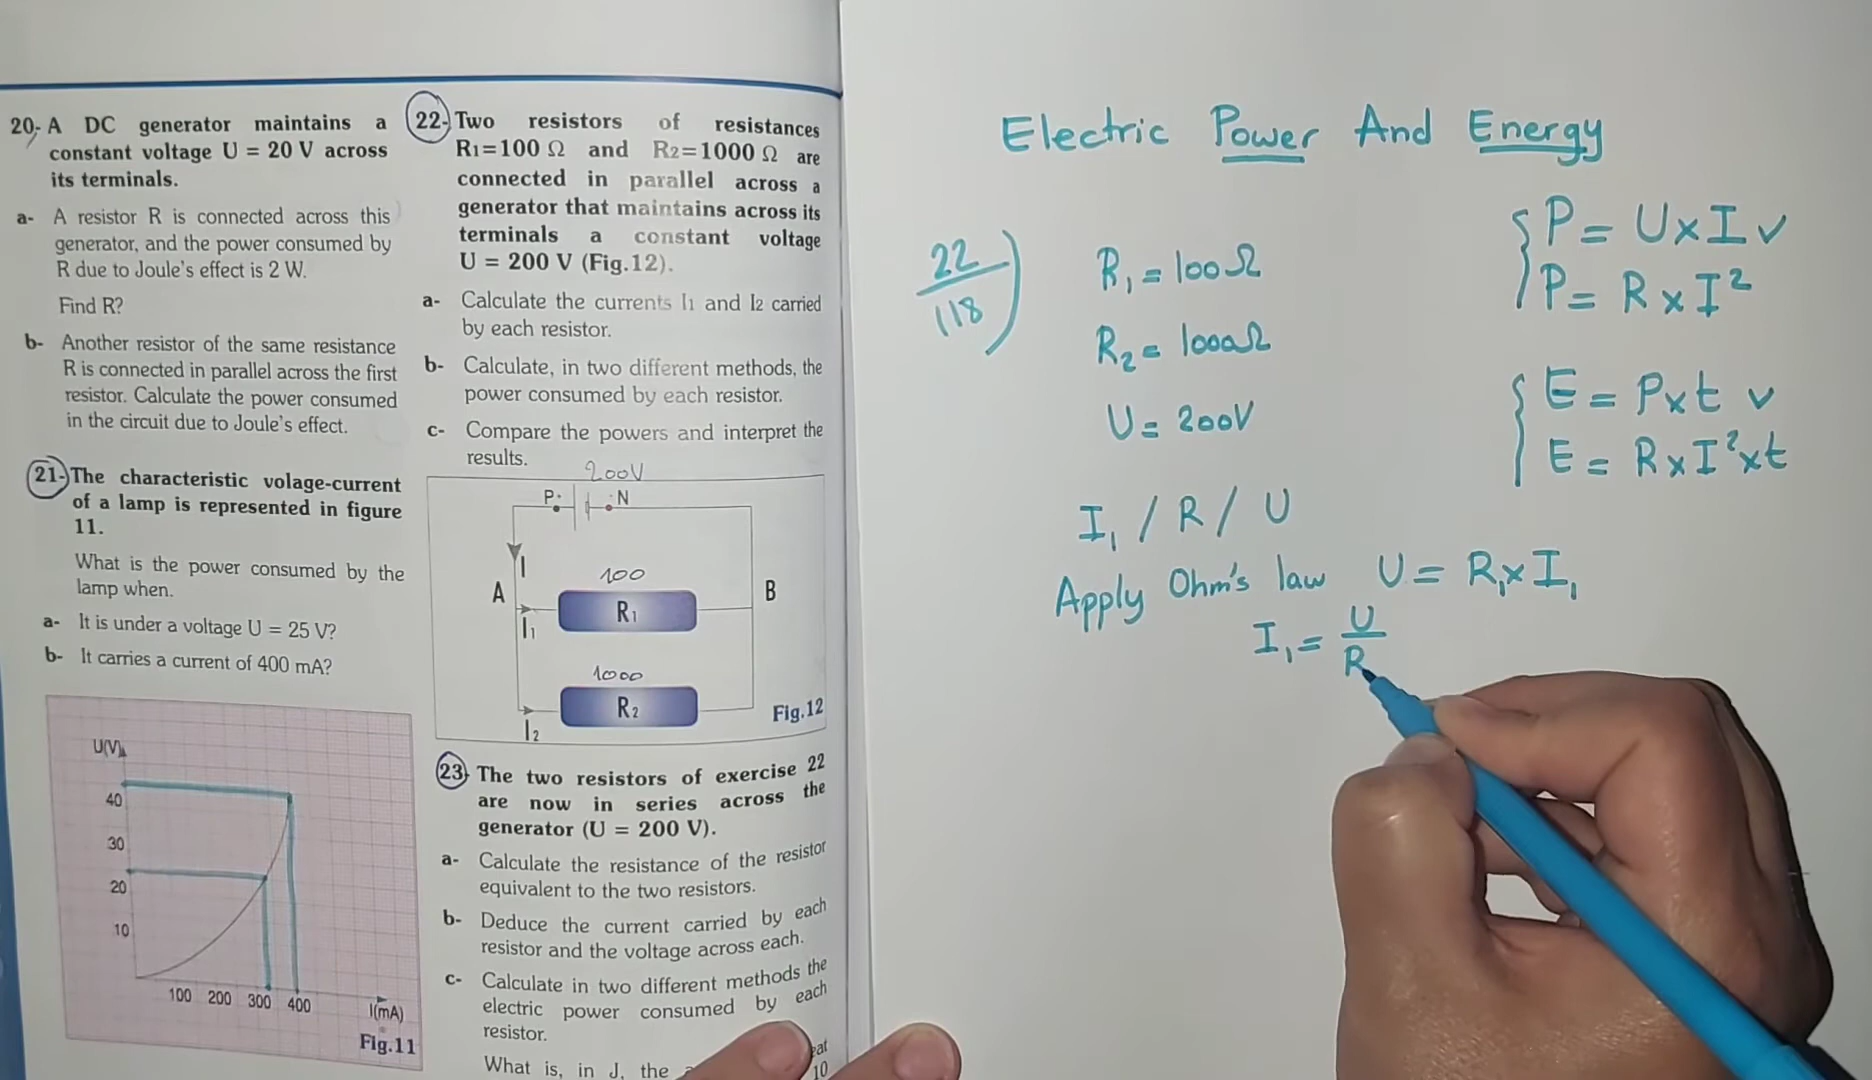 20- A DC generator maintains a
constant voltage U = 20 V across
its terminals.
a- A resistor R is connected across this
generator, and the power consumed by
R due to Joule's effect is 2 W.
Find R?
b- Another resistor of the same resistance
R is connected in parallel across the first
resistor. Calculate the power consumed
in the circuit due to Joule's effect.
21- The characteristic volage-current
of a lamp is represented in figure
11.
What is the power consumed by the
lamp when.
a- It is under a voltage U = 25 V?
b- It carries a current of 400 mA?
U(V)
40
30
20
10
100 200 300 400
I(mA)
Fig.11
22- Two resistors of resistances
R1=100 Ω and R2=1000 Ω are
connected in parallel across a
generator that maintains across its
terminals a constant voltage
U = 200 V (Fig.12).
a- Calculate the currents I1 and I2 carried
by each resistor.
b- Calculate, in two different methods, the
power consumed by each resistor.
c- Compare the powers and interpret the
results.
200V
P N
I
A 100 B
R1
I1
1000
R2
I2
Fig.12
23- The two resistors of exercise 22
are now in series across the
generator (U = 200 V).
a- Calculate the resistance of the resistor
equivalent to the two resistors.
b- Deduce the current carried by each
resistor and the voltage across each.
c- Calculate in two different methods the
electric power consumed by each
resistor.
What is, in J, the
eat
10
Electric Power And Energy
22/118)
R₁ = 100Ω
R₂ = 1000Ω
U = 200V
P = U×I ✓
P = R×I²
E = P×t ✓
E = R×I²×t
I₁ / R / U
Apply Ohm's law U = R₁×I₁
I₁ = U/R